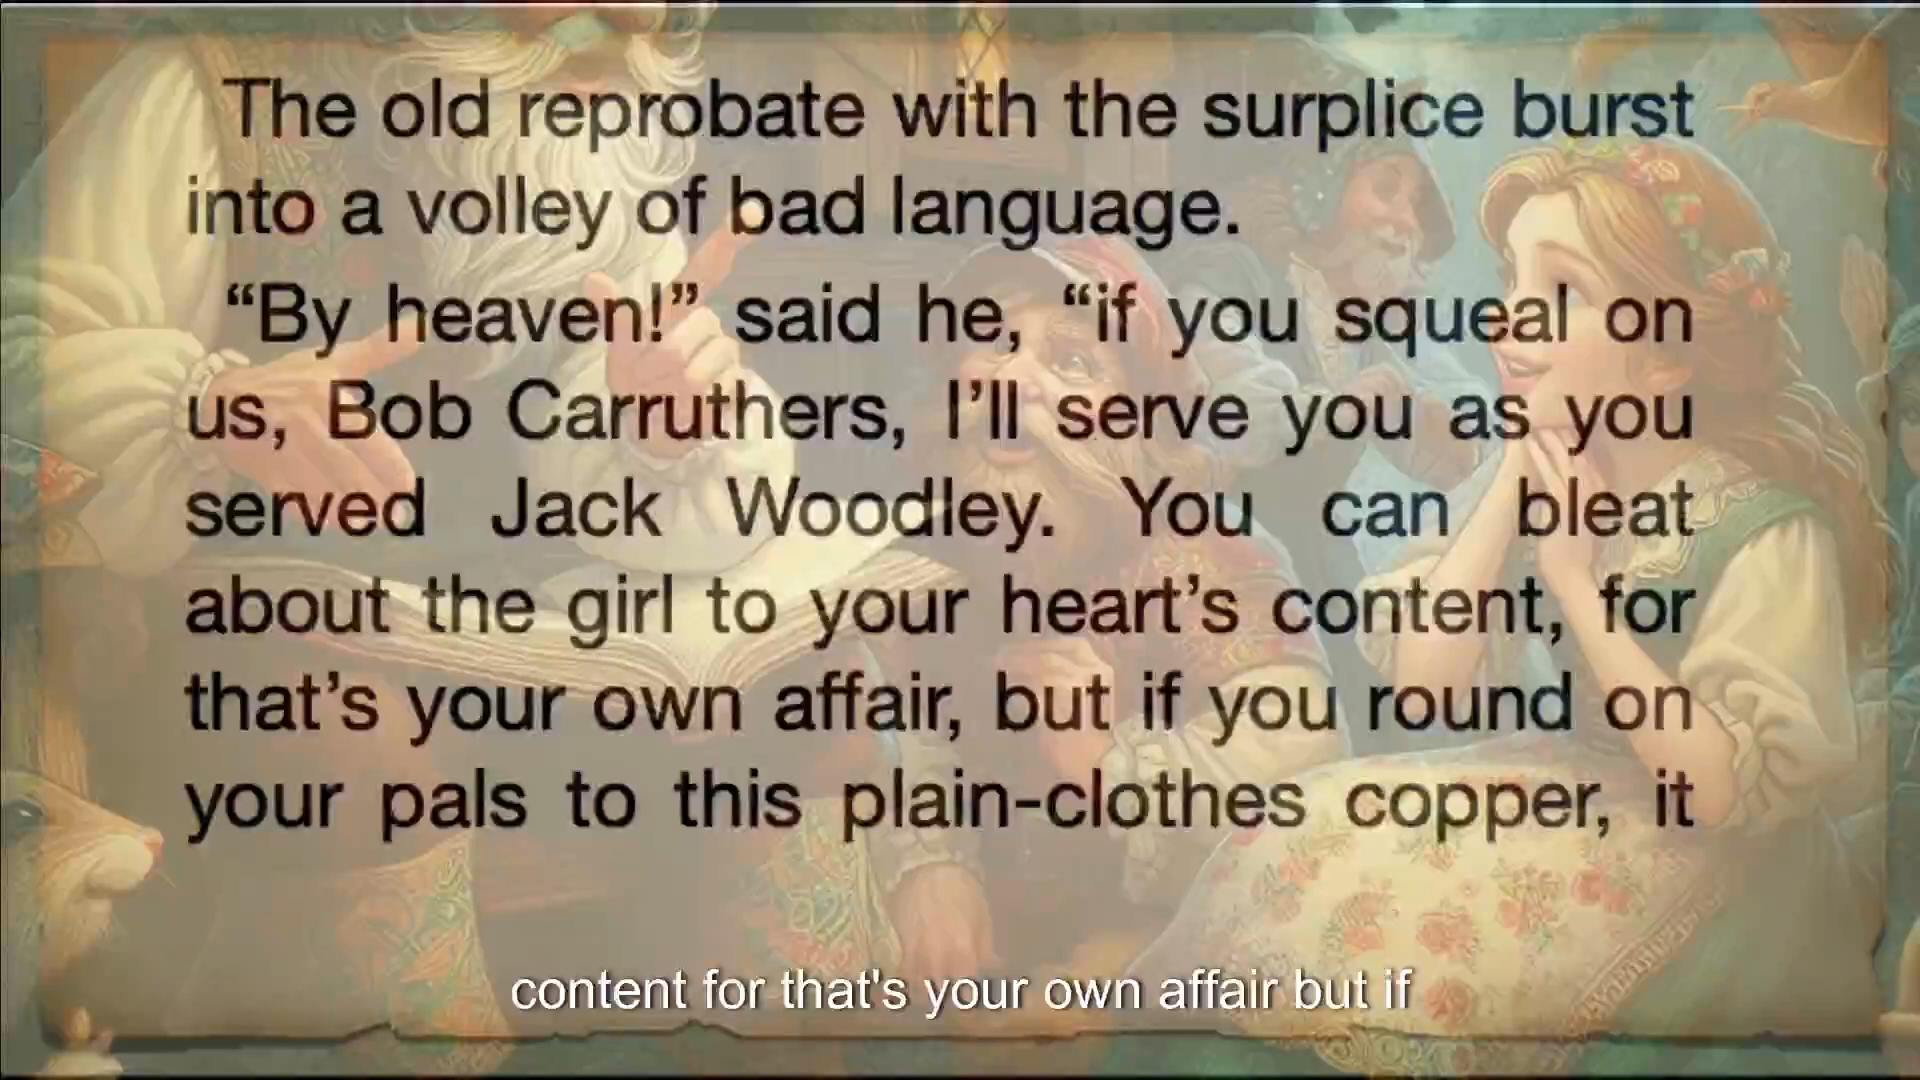 The old reprobate with the surplice burst
into a volley of bad language.
“By heaven!” said he, “if you squeal on
us, Bob Carruthers, I’ll serve you as you
served Jack Woodley. You can bleat
about the girl to your heart’s content, for
that’s your own affair, but if you round on
your pals to this plain-clothes copper, it
content for that's your own affair but if